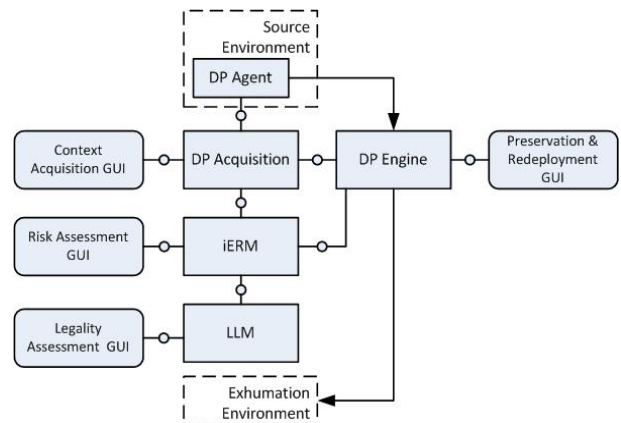 Source
Environment
DP Agent
Context
Acquisition GUI
DP Acquisition
DP Engine
Preservation &
Redeployment
GUI
Risk Assessment
GUI
iERM
Legality
Assessment GUI
LLM
Exhumation
Environment